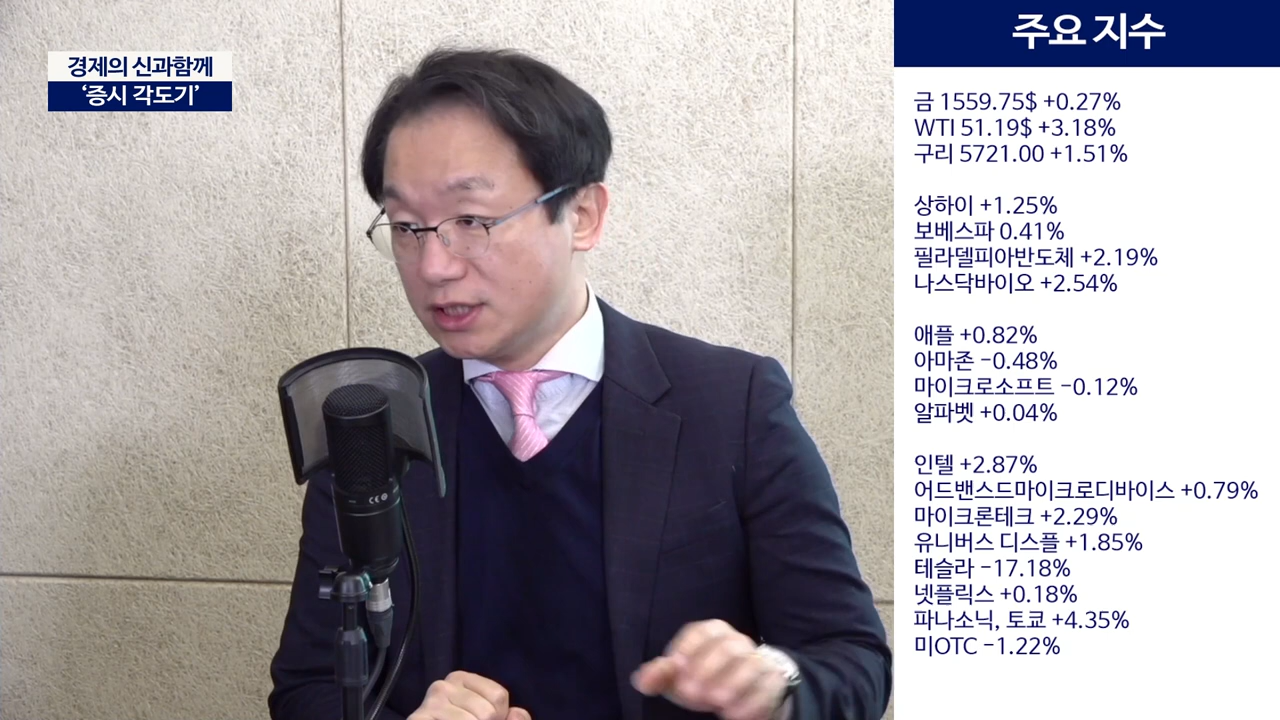 경제의 신과함께
‘증시 각도기’
주요 지수
금 1559.75$ +0.27%
WTI 51.19$ +3.18%
구리 5721.00 +1.51%
상하이 +1.25%
보베스파 0.41%
필라델피아반도체 +2.19%
나스닥바이오 +2.54%
애플 +0.82%
아마존 -0.48%
마이크로소프트 -0.12%
알파벳 +0.04%
인텔 +2.87%
어드밴스드마이크로디바이스 +0.79%
마이크론테크 +2.29%
유니버스 디스플 +1.85%
테슬라 -17.18%
넷플릭스 +0.18%
파나소닉, 토쿄 +4.35%
미OTC -1.22%
CE